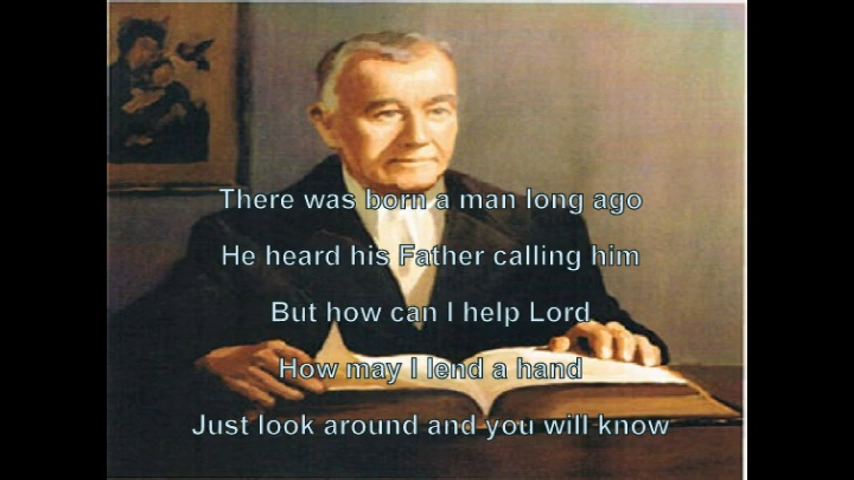 There was born a man long ago
He heard his Father calling him
But how can I help Lord
How may I lend a hand
Just look around and you will know